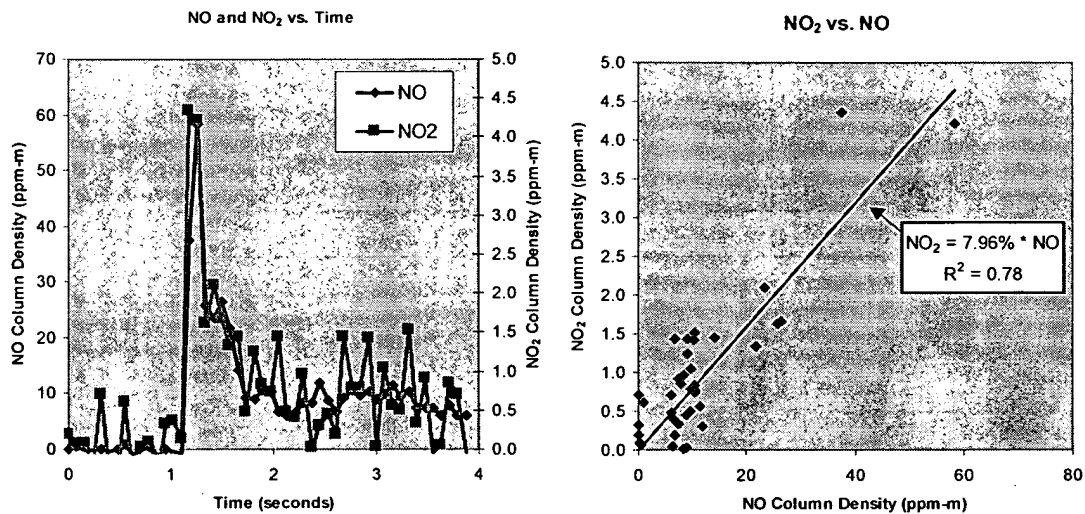 NO and NO₂ vs. Time
70
60
50
40
30
20
10
0
NO Column Density (ppm-m)
5.0
4.5
4.0
3.5
3.0
2.5
2.0
1.5
1.0
0.5
0.0
NO₂ Column Density (ppm-m)
NO
NO2
0 1 2 3 4
Time (seconds)
NO₂ vs. NO
5.0
4.5
4.0
3.5
3.0
2.5
2.0
1.5
1.0
0.5
0.0
NO₂ Column Density (ppm-m)
NO₂ = 7.96% * NO
R² = 0.78
0 20 40 60 80
NO Column Density (ppm-m)